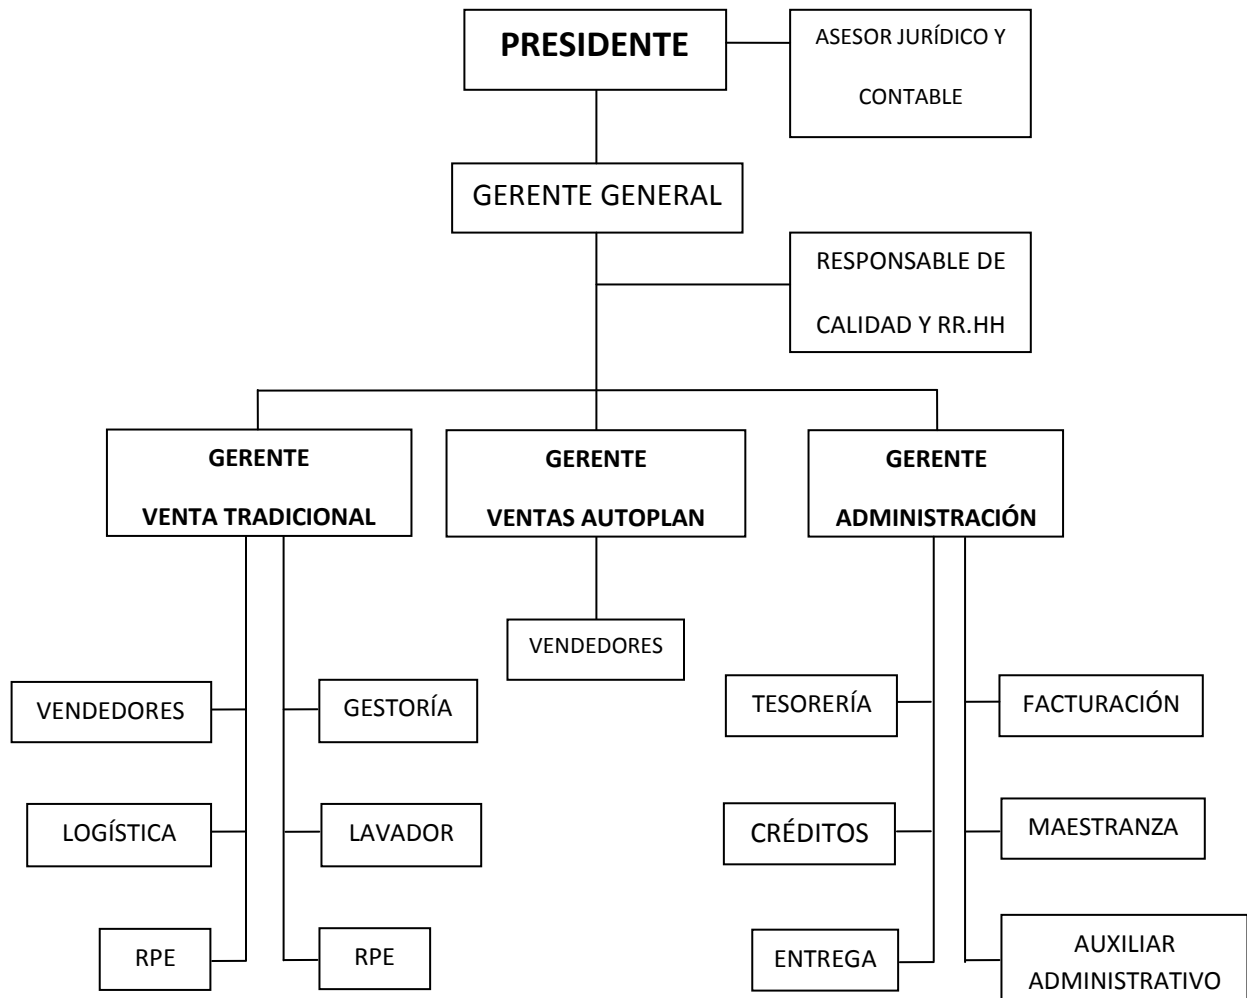 PRESIDENTE
ASESOR JURÍDICO Y
CONTABLE
GERENTE GENERAL
RESPONSABLE DE
CALIDAD Y RR.HH
GERENTE
VENTA TRADICIONAL
GERENTE
VENTAS AUTOPLAN
GERENTE
ADMINISTRACIÓN
VENDEDORES
VENDEDORES
GESTORÍA
TESORERÍA
FACTURACIÓN
LOGÍSTICA
LAVADOR
CRÉDITOS
MAESTRANZA
RPE
RPE
ENTREGA
AUXILIAR
ADMINISTRATIVO